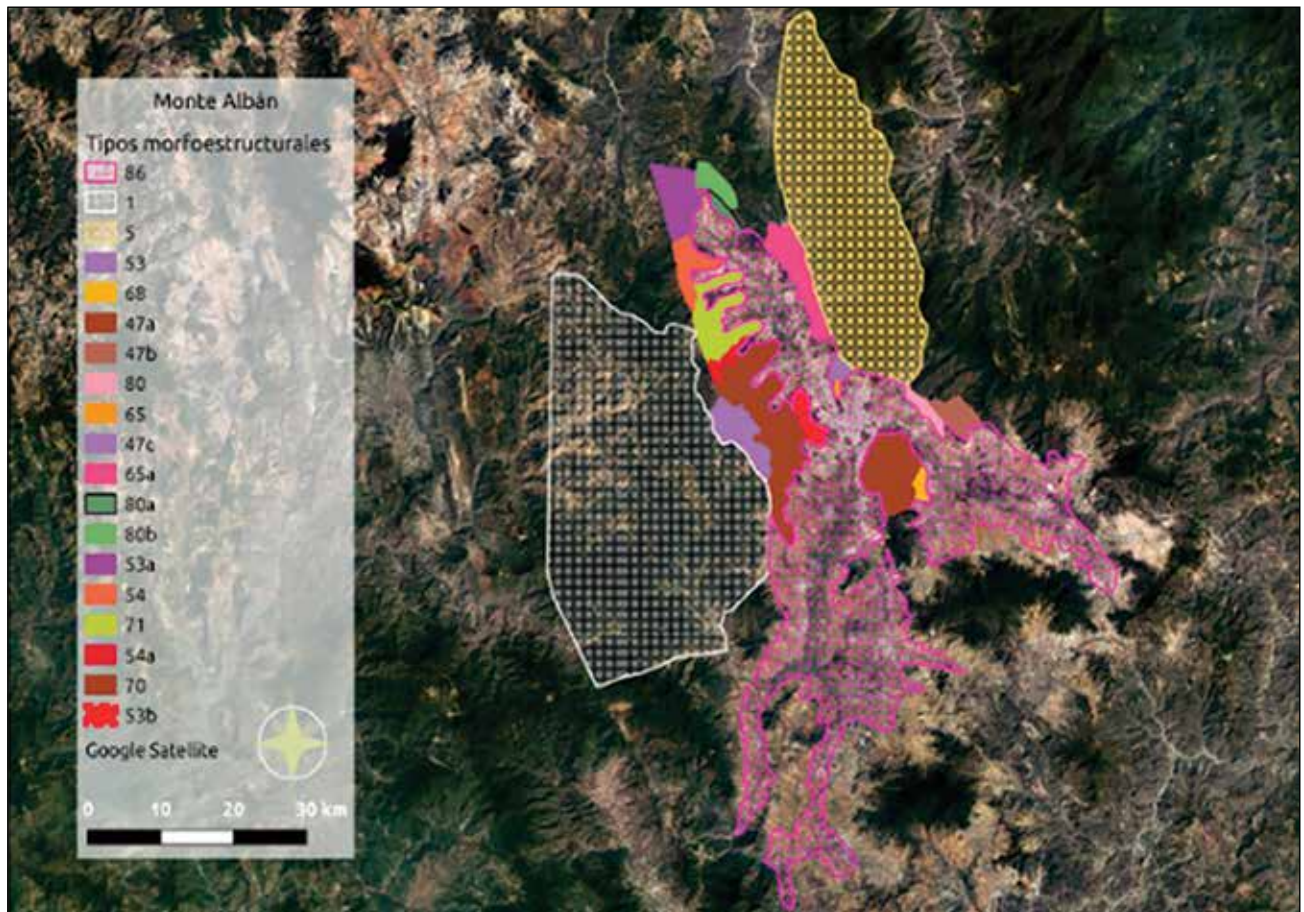 Monte Albán
Tipos morfoestructurales
86
1
5
53
68
47a
47b
80
65
47c
65a
80a
80b
53a
54
71
54a
70
53b
Google Satellite
0 10 20 30 km